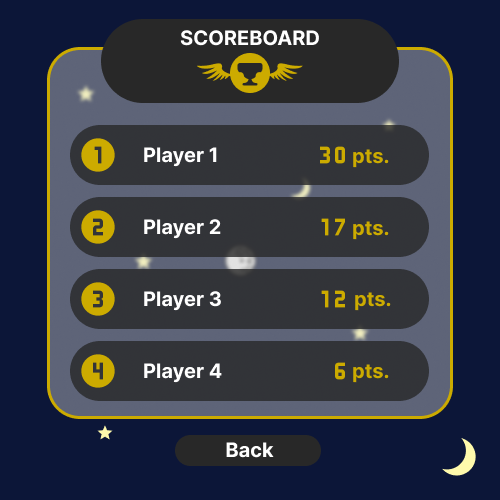 SCOREBOARD
1 Player 1 30 pts.
2 Player 2 17 pts.
3 Player 3 12 pts.
4 Player 4 6 pts.
Back